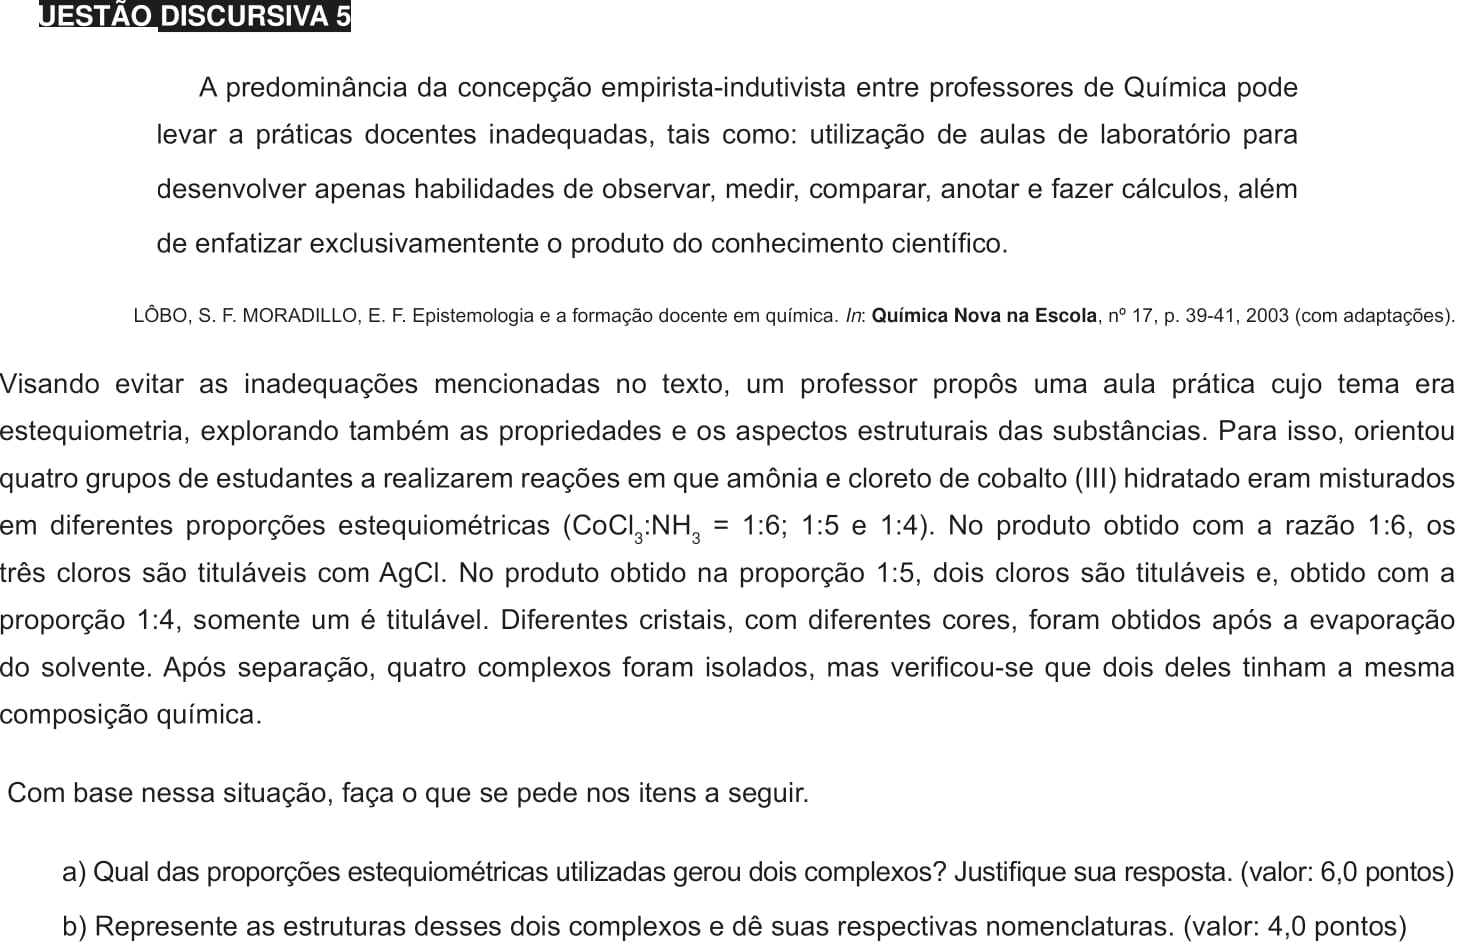 UESTÃO DISCURSIVA 5
A predominância da concepção empirista-indutivista entre professores de Química pode
levar a práticas docentes inadequadas, tais como: utilização de aulas de laboratório para
desenvolver apenas habilidades de observar, medir, comparar, anotar e fazer cálculos, além
de enfatizar exclusivamentente o produto do conhecimento científico.
LÔBO, S. F. MORADILLO, E. F. Epistemologia e a formação docente em química. In: Química Nova na Escola, nº 17, p. 39-41, 2003 (com adaptações).
Visando evitar as inadequações mencionadas no texto, um professor propôs uma aula prática cujo tema era
estequiometria, explorando também as propriedades e os aspectos estruturais das substâncias. Para isso, orientou
quatro grupos de estudantes a realizarem reações em que amônia e cloreto de cobalto (III) hidratado eram misturados
em diferentes proporções estequiométricas (CoCl₃:NH₃ = 1:6; 1:5 e 1:4). No produto obtido com a razão 1:6, os
três cloros são tituláveis com AgCl. No produto obtido na proporção 1:5, dois cloros são tituláveis e, obtido com a
proporção 1:4, somente um é titulável. Diferentes cristais, com diferentes cores, foram obtidos após a evaporação
do solvente. Após separação, quatro complexos foram isolados, mas verificou-se que dois deles tinham a mesma
composição química.
Com base nessa situação, faça o que se pede nos itens a seguir.
a) Qual das proporções estequiométricas utilizadas gerou dois complexos? Justifique sua resposta. (valor: 6,0 pontos)
b) Represente as estruturas desses dois complexos e dê suas respectivas nomenclaturas. (valor: 4,0 pontos)